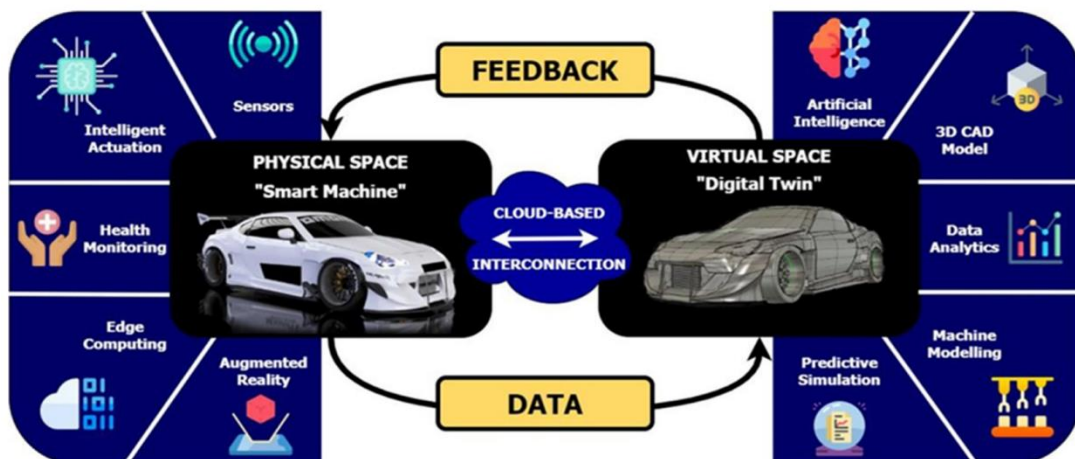 FEEDBACK
Sensors
Intelligent
Actuation
Health
Monitoring
Edge
Computing
Augmented
Reality
PHYSICAL SPACE
"Smart Machine"
CLOUD-BASED
INTERCONNECTION
VIRTUAL SPACE
"Digital Twin"
Artificial
Intelligence
3D CAD
Model
3D
Data
Analytics
Machine
Modelling
Predictive
Simulation
DATA